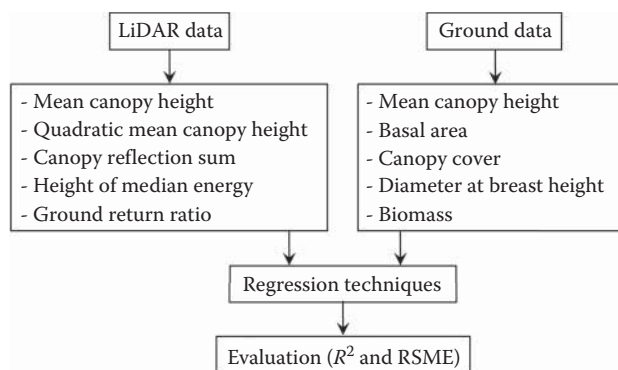 LiDAR data
Ground data
- Mean canopy height
- Quadratic mean canopy height
- Canopy reflection sum
- Height of median energy
- Ground return ratio
- Mean canopy height
- Basal area
- Canopy cover
- Diameter at breast height
- Biomass
Regression techniques
Evaluation (R² and RSME)